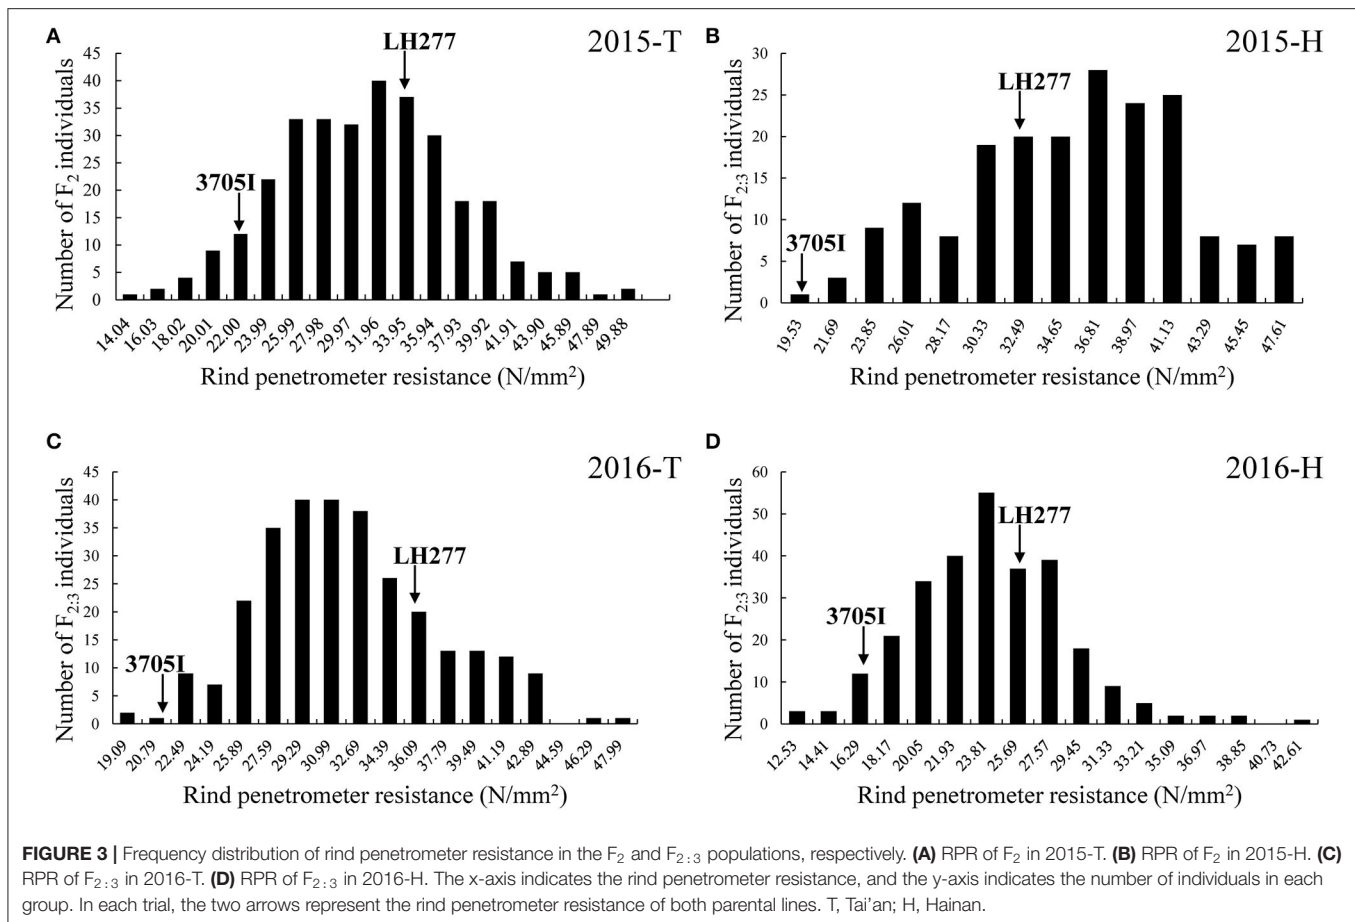 A
2015-T
LH277
3705I
Number of F₂ individuals
45
40
35
30
25
20
15
10
5
0
14.04 16.03 18.02 20.01 22.00 23.99 25.99 27.98 29.97 31.96 33.95 35.94 37.93 39.92 41.91 43.90 45.89 47.89 49.88
Rind penetrometer resistance (N/mm²)
B
2015-H
LH277
3705I
Number of F₂:₃ individuals
30
25
20
15
10
5
0
19.53 21.69 23.85 26.01 28.17 30.33 32.49 34.65 36.81 38.97 41.13 43.29 45.45 47.61
Rind penetrometer resistance (N/mm²)
C
2016-T
LH277
3705I
Number of F₂:₃ individuals
45
40
35
30
25
20
15
10
5
0
19.09 20.79 22.49 24.19 25.89 27.59 29.29 30.99 32.69 34.39 36.09 37.79 39.49 41.19 42.89 44.59 46.29 47.99
Rind penetrometer resistance (N/mm²)
D
2016-H
LH277
3705I
Number of F₂:₃ individuals
60
50
40
30
20
10
0
12.53 14.41 16.29 18.17 20.05 21.93 23.81 25.69 27.57 29.45 31.33 33.21 35.09 36.97 38.85 40.73 42.61
Rind penetrometer resistance (N/mm²)
FIGURE 3 | Frequency distribution of rind penetrometer resistance in the F₂ and F₂:₃ populations, respectively. (A) RPR of F₂ in 2015-T. (B) RPR of F₂ in 2015-H. (C)
RPR of F₂:₃ in 2016-T. (D) RPR of F₂:₃ in 2016-H. The x-axis indicates the rind penetrometer resistance, and the y-axis indicates the number of individuals in each
group. In each trial, the two arrows represent the rind penetrometer resistance of both parental lines. T, Tai'an; H, Hainan.